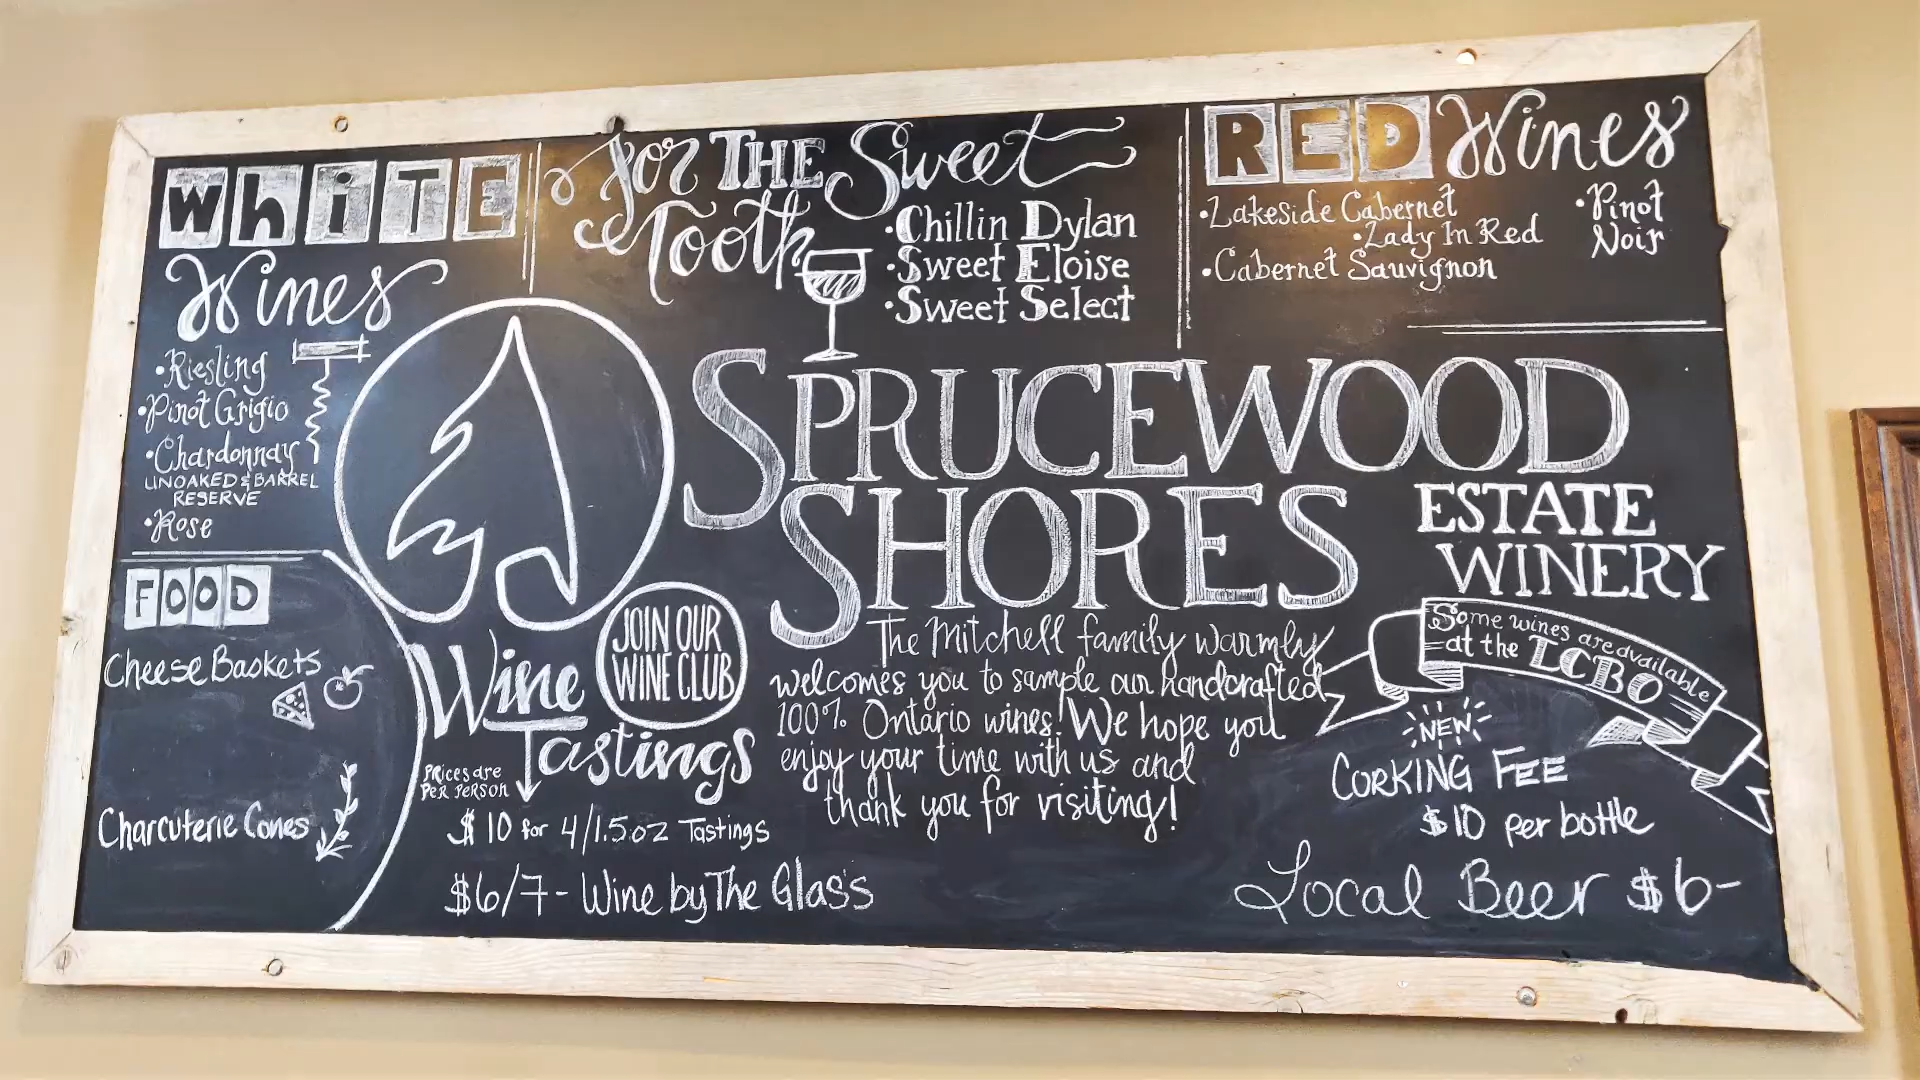 WhiTE
Wines
•Riesling
•Pinot Grigio
•Chardonnay
UNOAKED & BARREL
RESERVE
•Rose
FOOD
Cheese Baskets
Charcuterie Cones
for THE Sweet
Tooth
•Chillin Dylan
•Sweet Eloise
•Sweet Select
RED Wines
•Lakeside Cabernet
•Lady In Red
•Cabernet Sauvignon
•Pinot
Noir
SPRUCEWOOD
SHORES
ESTATE
WINERY
JOIN OUR
WINE CLUB
Wine
Tastings
PRices are
PeR PeRSON
$10 for 4/1.5oz Tastings
$6/7 - Wine by The Glass
The Mitchell family warmly
welcomes you to sample our handcrafted
100% Ontario wines! We hope you
enjoy your time with us and
thank you for visiting!
Some wines are available
at the LCBO
NEW
CORKING FEE
$10 per bottle
Local Beer $6-